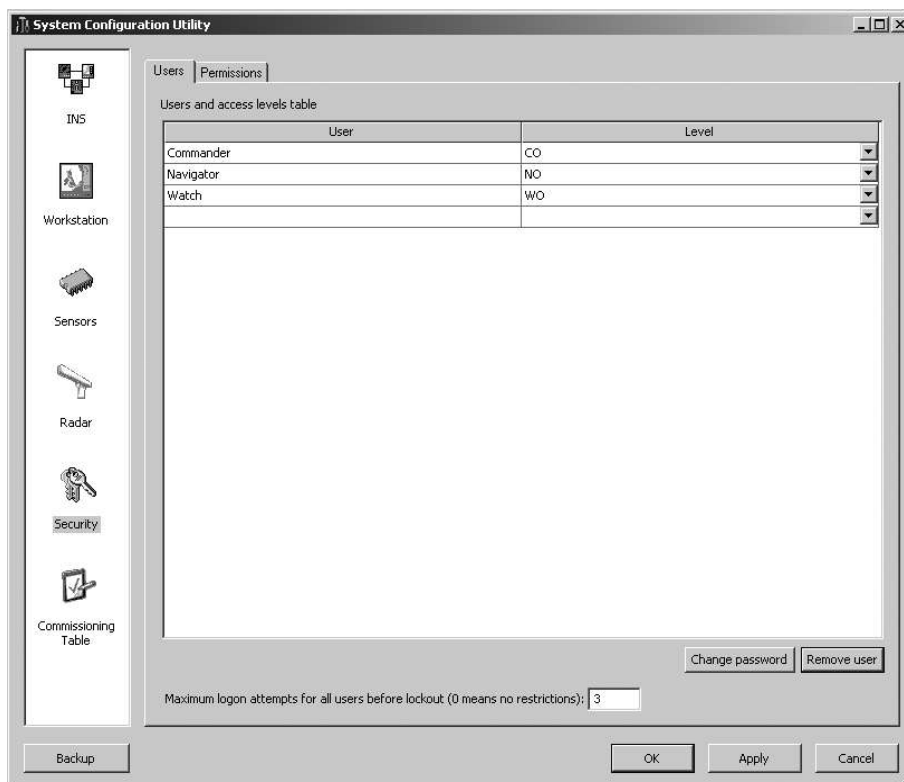 System Configuration Utility
INS
Workstation
Sensors
Radar
Security
Commissioning
Table
Users Permissions
Users and access levels table
User Level
Commander CO
Navigator NO
Watch WO
Change password Remove user
Maximum logon attempts for all users before lockout (0 means no restrictions): 3
Backup OK Apply Cancel